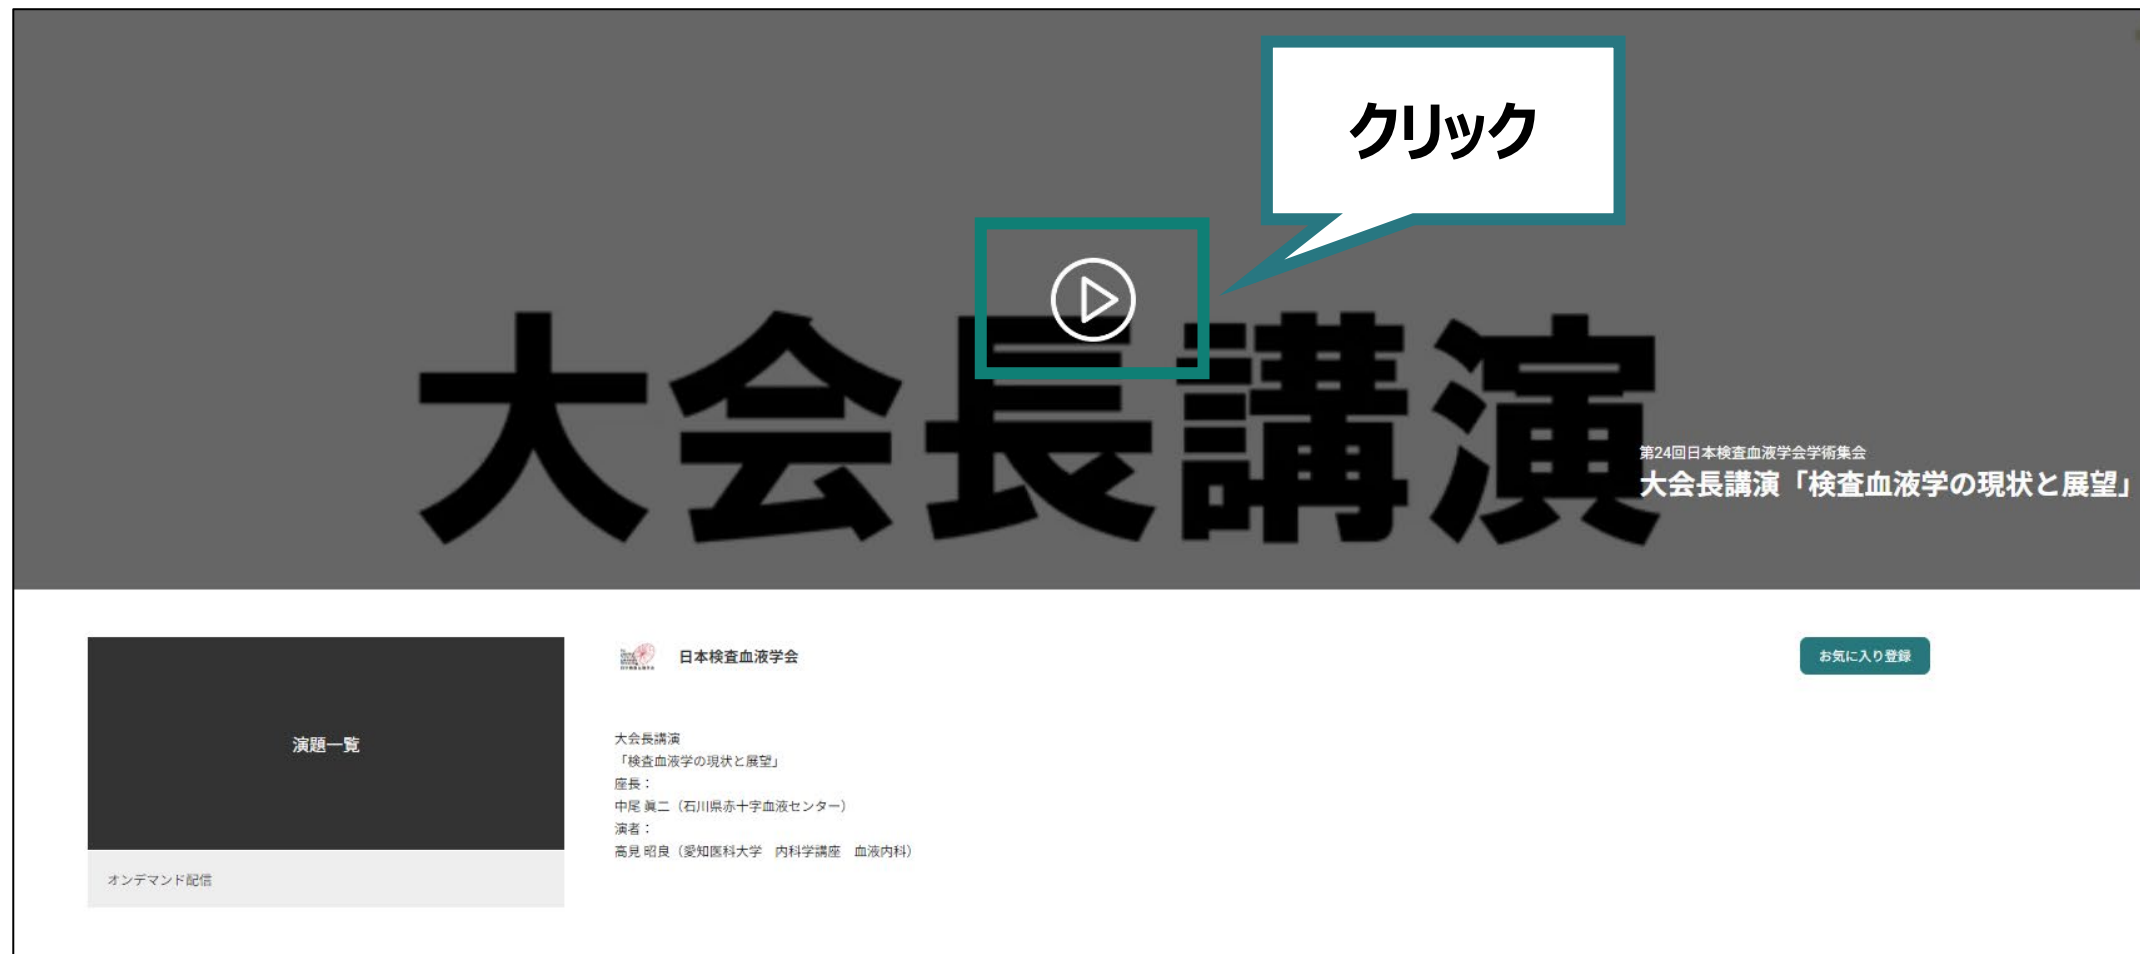 クリック
大会長講演
第24回日本検査血液学会学術集会
大会長講演「検査血液学の現状と展望」
日本検査血液学会
お気に入り登録
演題一覧
オンデマンド配信
大会長講演
「検査血液学の現状と展望」
座長：
中尾 眞二（石川県赤十字血液センター）
演者：
高見 昭良（愛知医科大学　内科学講座　血液内科）